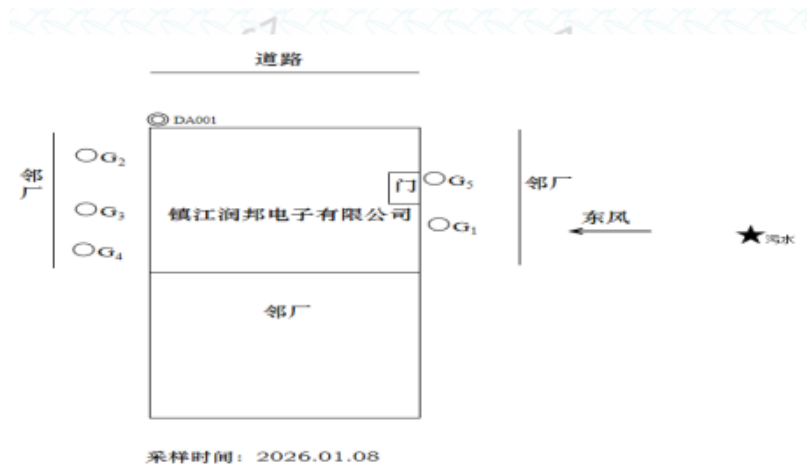 道路
DA001
邻厂
G2
门
G5
邻厂
G3
镇江润邦电子有限公司
G1
东风
污水
G4
邻厂
采样时间：2026.01.08